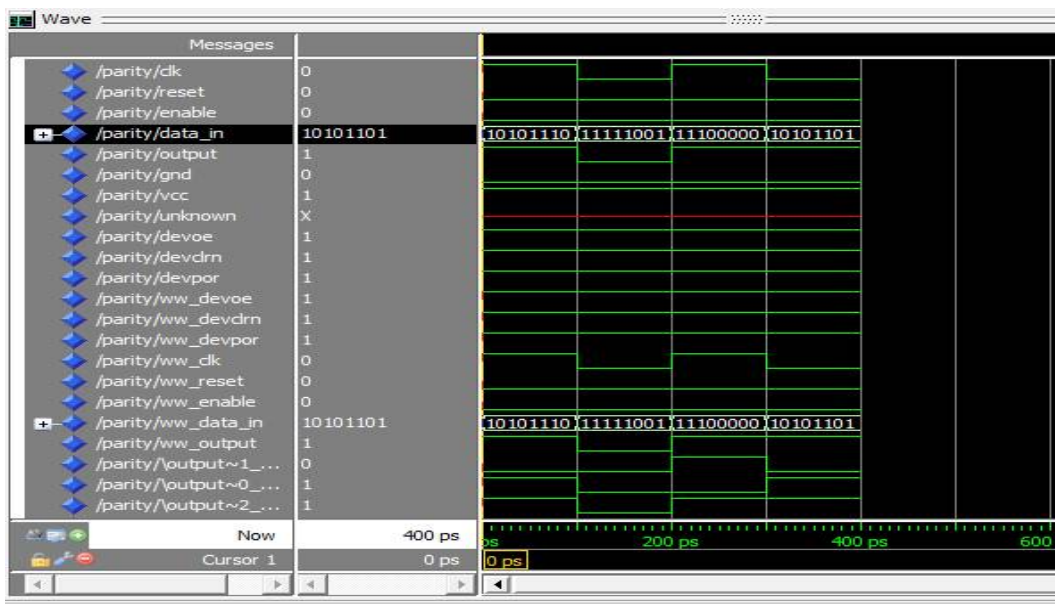 Wave
Messages
/parity/clk 0
/parity/reset 0
/parity/enable 0
/parity/data_in 10101101 10101110 11111001 11100000 10101101
/parity/output 1
/parity/gnd 0
/parity/vcc 1
/parity/unknown X
/parity/devoe 1
/parity/devclrn 1
/parity/devpor 1
/parity/ww_devoe 1
/parity/ww_devclrn 1
/parity/ww_devpor 1
/parity/ww_clk 0
/parity/ww_reset 0
/parity/ww_enable 0
/parity/ww_data_in 10101101 10101110 11111001 11100000 10101101
/parity/ww_output 1
/parity/\output~1_... 0
/parity/\output~0_... 1
/parity/\output~2_... 1
Now 400 ps ps 200 ps 400 ps 600
Cursor 1 0 ps 0 ps